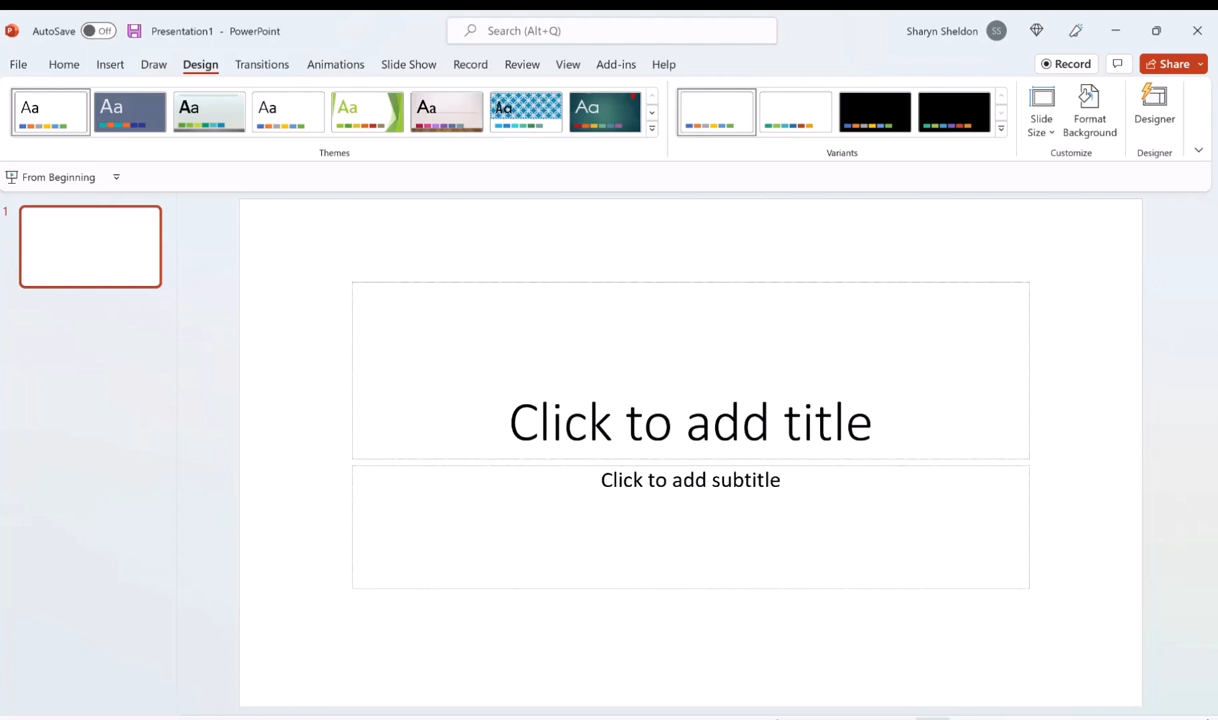 P AutoSave Off Presentation1 - PowerPoint Search (Alt+Q) Sharyn Sheldon SS
File Home Insert Draw Design Transitions Animations Slide Show Record Review View Add-ins Help Record Share
Aa Aa Aa Aa Aa Aa Aa Aa
Slide Size Format Background Designer
Themes Variants Customize Designer
From Beginning
1
Click to add title
Click to add subtitle